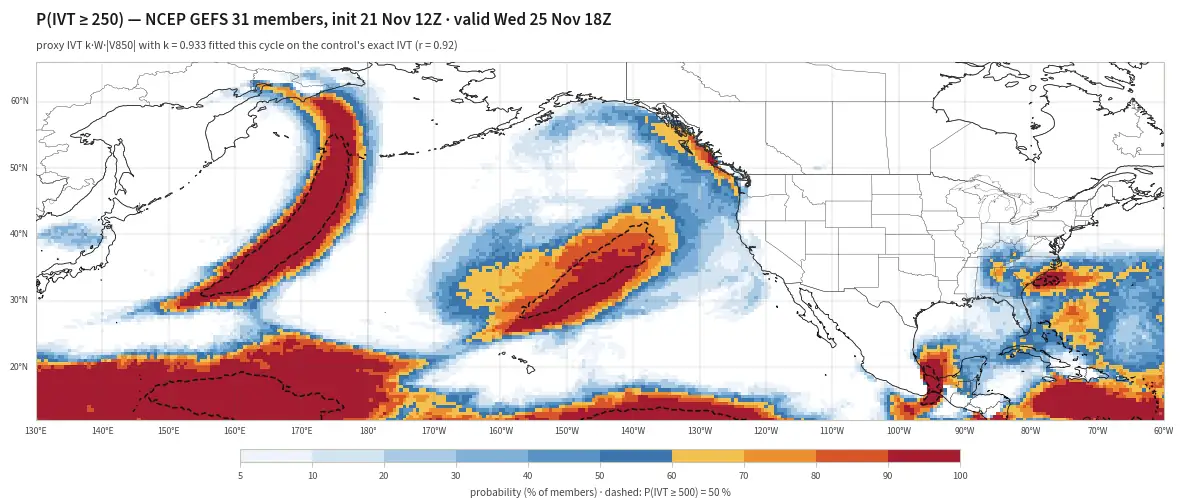 P(IVT ≥ 250) — NCEP GEFS 31 members, init 21 Nov 12Z · valid Wed 25 Nov 18Z
proxy IVT k·W·|V850| with k = 0.933 fitted this cycle on the control's exact IVT (r = 0.92)
60°N
50°N
40°N
30°N
20°N
130°E 140°E 150°E 160°E 170°E 180° 170°W 160°W 150°W 140°W 130°W 120°W 110°W 100°W 90°W 80°W 70°W 60°W
5 10 20 30 40 50 60 70 80 90 100
probability (% of members) · dashed: P(IVT ≥ 500) = 50 %